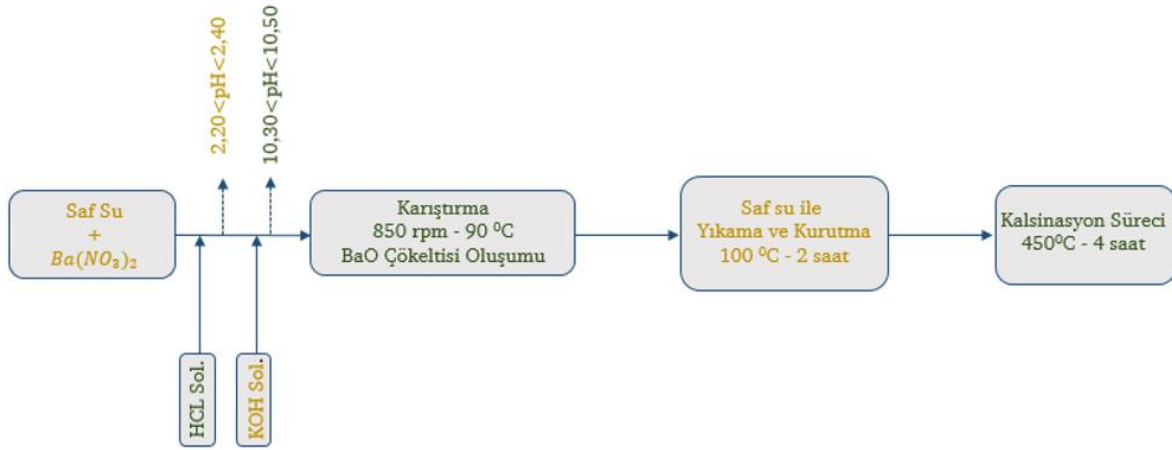 2,20<pH<2,40
10,30<pH<10,50
Saf Su
+
Ba(NO₃)₂
HCL Sol.
KOH Sol.
Karıştırma
850 rpm - 90 ⁰C
BaO Çökeltisi Oluşumu
Saf su ile
Yıkama ve Kurutma
100 ⁰C - 2 saat
Kalsinasyon Süreci
450⁰C - 4 saat